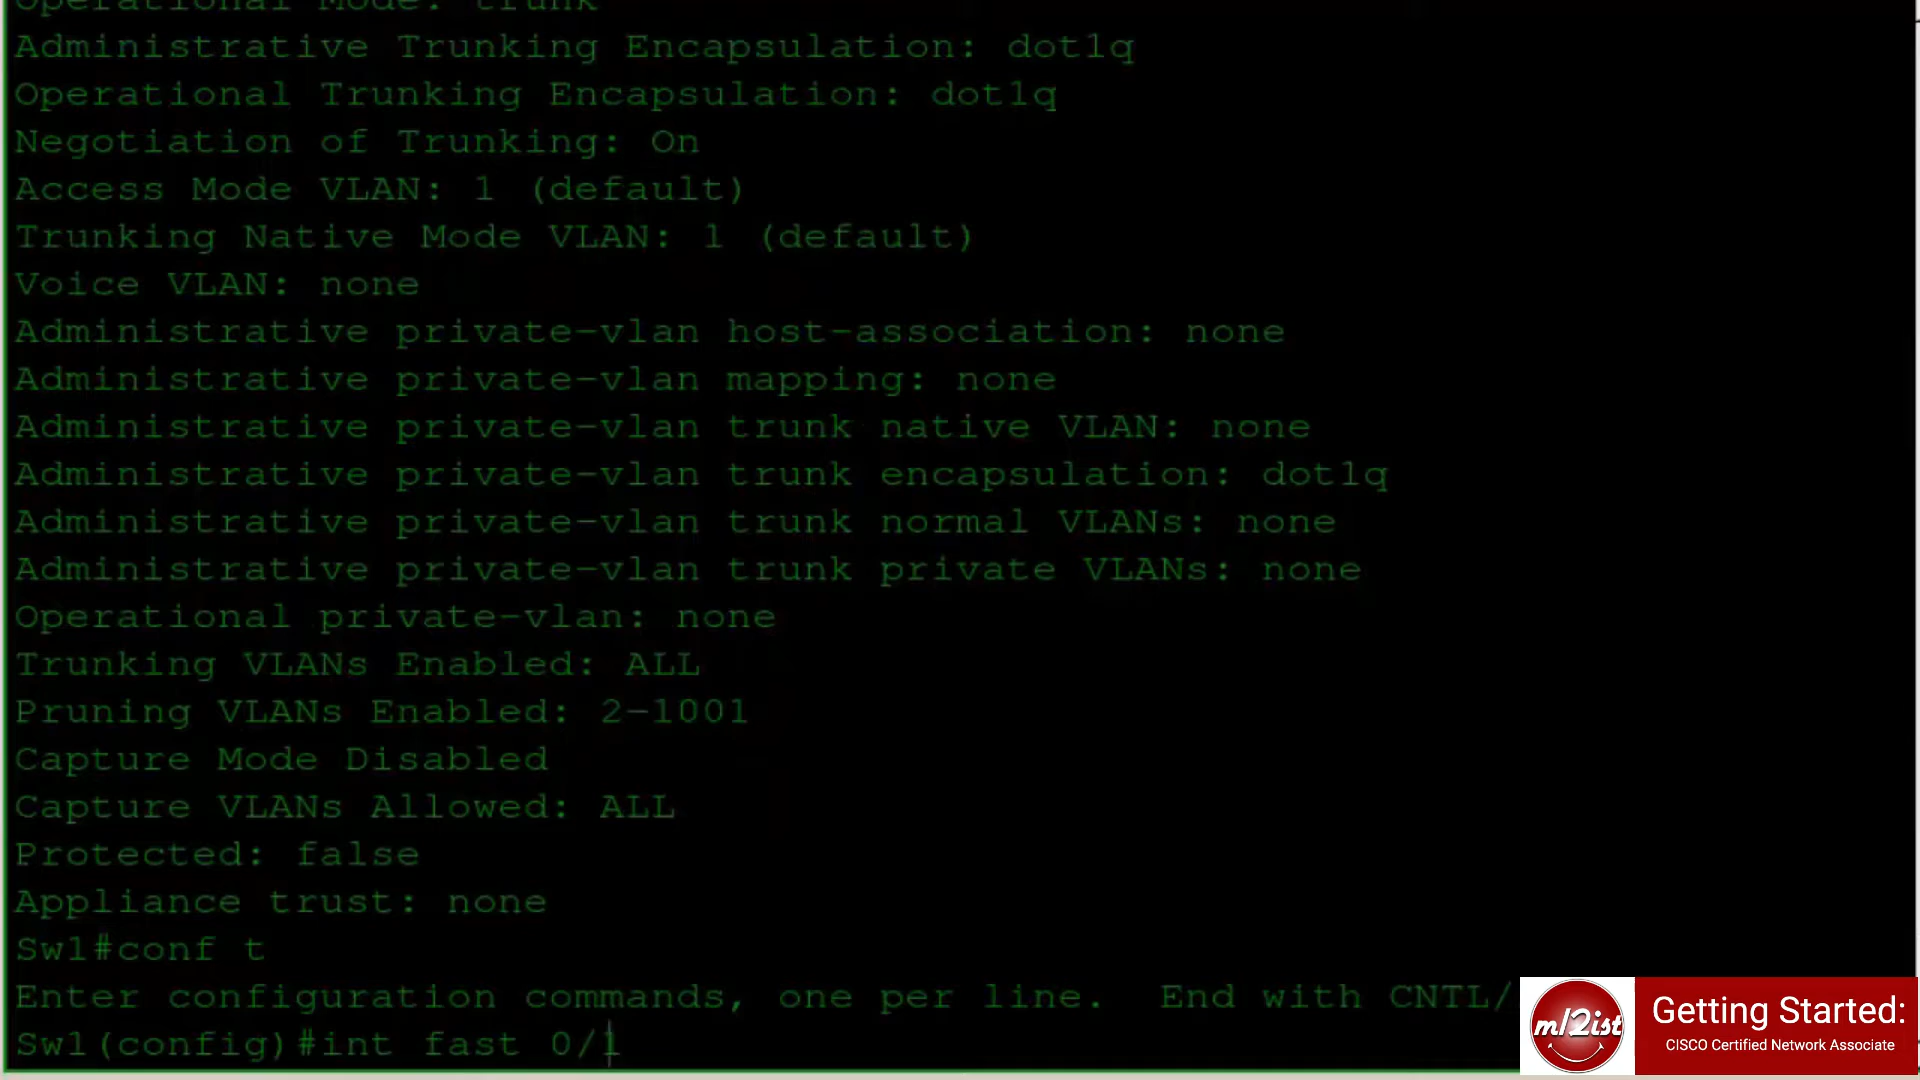 Operational Mode: trunk
Administrative Trunking Encapsulation: dot1q
Operational Trunking Encapsulation: dot1q
Negotiation of Trunking: On
Access Mode VLAN: 1 (default)
Trunking Native Mode VLAN: 1 (default)
Voice VLAN: none
Administrative private-vlan host-association: none
Administrative private-vlan mapping: none
Administrative private-vlan trunk native VLAN: none
Administrative private-vlan trunk encapsulation: dot1q
Administrative private-vlan trunk normal VLANs: none
Administrative private-vlan trunk private VLANs: none
Operational private-vlan: none
Trunking VLANs Enabled: ALL
Pruning VLANs Enabled: 2-1001
Capture Mode Disabled
Capture VLANs Allowed: ALL
Protected: false
Appliance trust: none
Sw1#conf t
Enter configuration commands, one per line.  End with CNTL/
Sw1(config)#int fast 0/1
m12ist
Getting Started:
CISCO Certified Network Associate